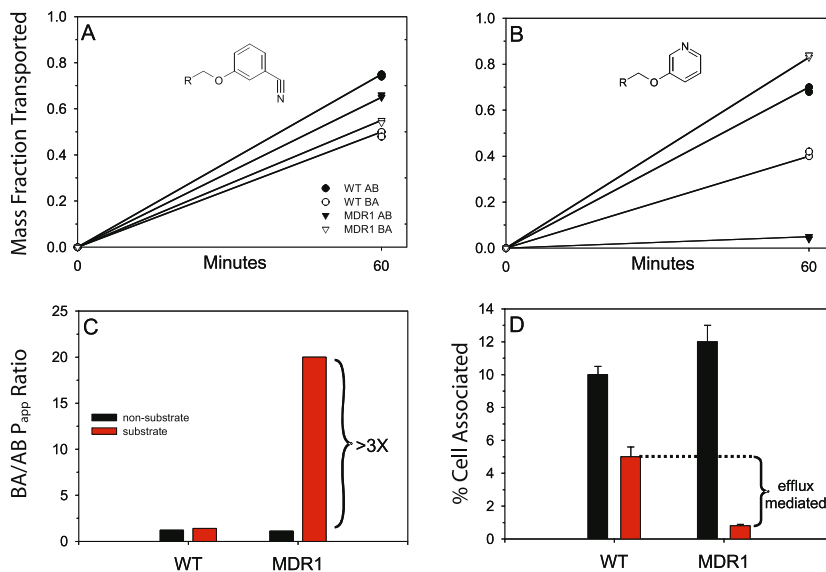 A
B
Mass Fraction Transported
1.0
0.8
0.6
0.4
0.2
0.0
R
O
N
WT AB
WT BA
MDR1 AB
MDR1 BA
0
Minutes
60
1.0
0.8
0.6
0.4
0.2
0.0
R
O
N
0
Minutes
60
C
BA/AB Papp Ratio
25
20
15
10
5
0
non-substrate
substrate
>3X
WT
MDR1
D
% Cell Associated
14
12
10
8
6
4
2
0
efflux
mediated
WT
MDR1